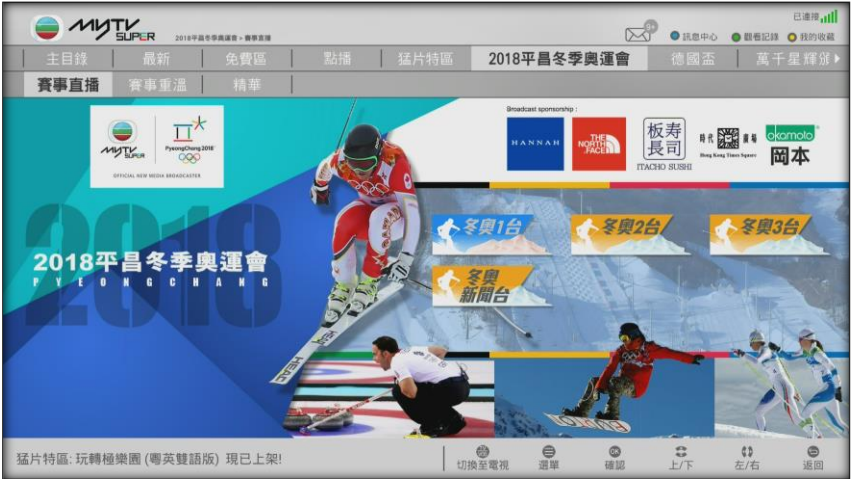 myTV SUPER
2018平昌冬季奧運會 > 賽事直播
9+
訊息中心
觀看記錄
我的收藏
已連接
主目錄
最新
免費區
點播
猛片特區
2018平昌冬季奧運會
德國盃
萬千星輝頒
賽事直播
賽事重溫
精華
myTV SUPER
PyeongChang 2018
OFFICIAL NEW MEDIA BROADCASTER
Broadcast sponsorship :
HANNAH
THE NORTH FACE
板寿長司
ITACHO SUSHI
時代廣場
Hong Kong Times Square
okamoto
岡本
2018
2018平昌冬季奧運會
PYEONGCHANG
冬奧1台
冬奧2台
冬奧3台
冬奧
新聞台
HEAD
BURTON
猛片特區: 玩轉極樂園 (粵英雙語版) 現已上架!
切換至電視
選單
OK
確認
上/下
左/右
返回